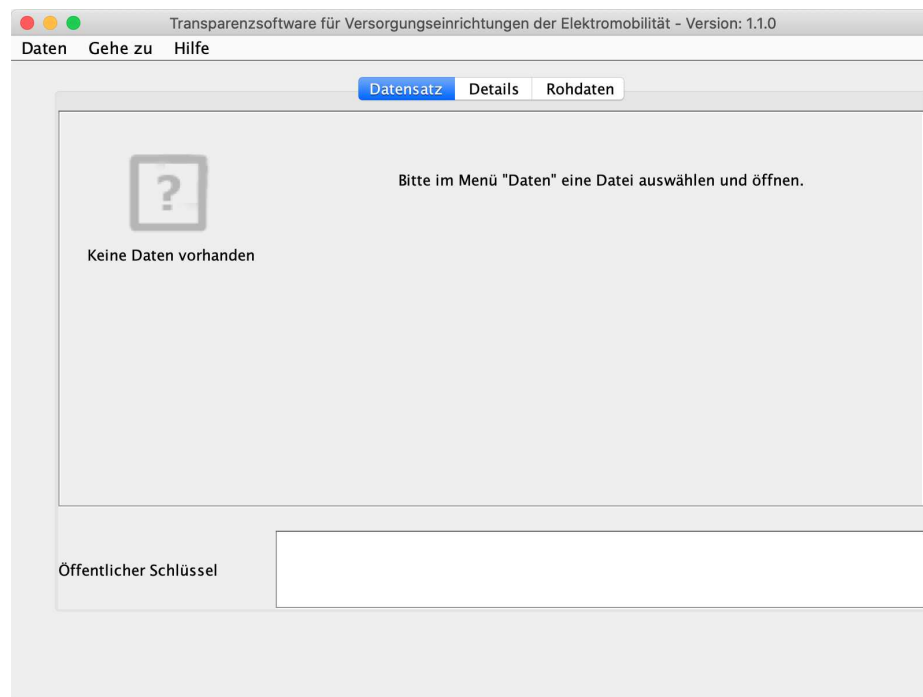 Transparenzsoftware für Versorgungseinrichtungen der Elektromobilität - Version: 1.1.0
Daten Gehe zu Hilfe
Datensatz Details Rohdaten
?
Bitte im Menü "Daten" eine Datei auswählen und öffnen.
Keine Daten vorhanden
Öffentlicher Schlüssel